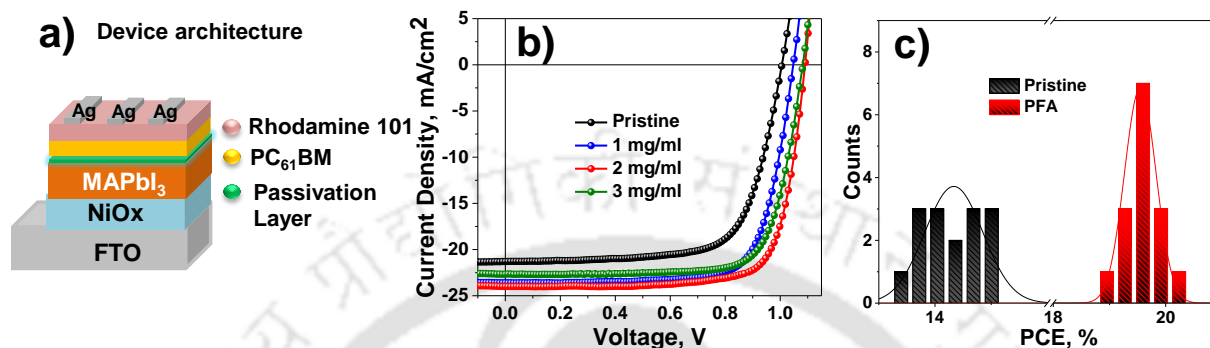 a) Device architecture
Ag Ag Ag
Rhodamine 101
PC₆₁BM
Passivation
Layer
MAPbI₃
NiOx
FTO
b)
Current Density, mA/cm²
5
0
-5
-10
-15
-20
-25
Pristine
1 mg/ml
2 mg/ml
3 mg/ml
0.0 0.2 0.4 0.6 0.8 1.0
Voltage, V
c)
Counts
8
6
4
2
0
Pristine
PFA
14 18 20
PCE, %